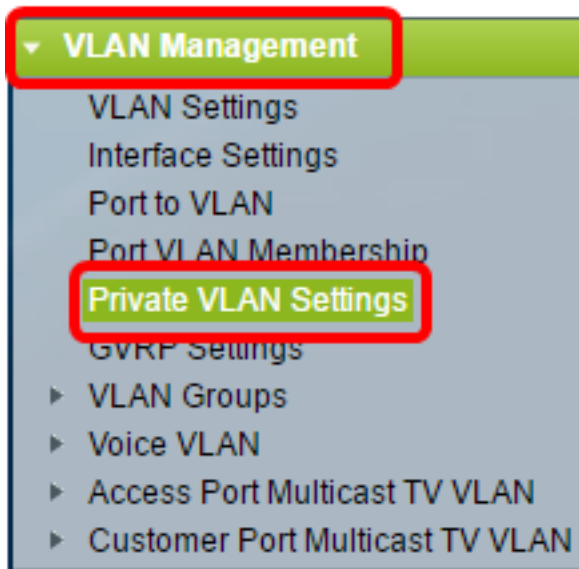 VLAN Management
VLAN Settings
Interface Settings
Port to VLAN
Port VLAN Membership
Private VLAN Settings
GVRP Settings
VLAN Groups
Voice VLAN
Access Port Multicast TV VLAN
Customer Port Multicast TV VLAN